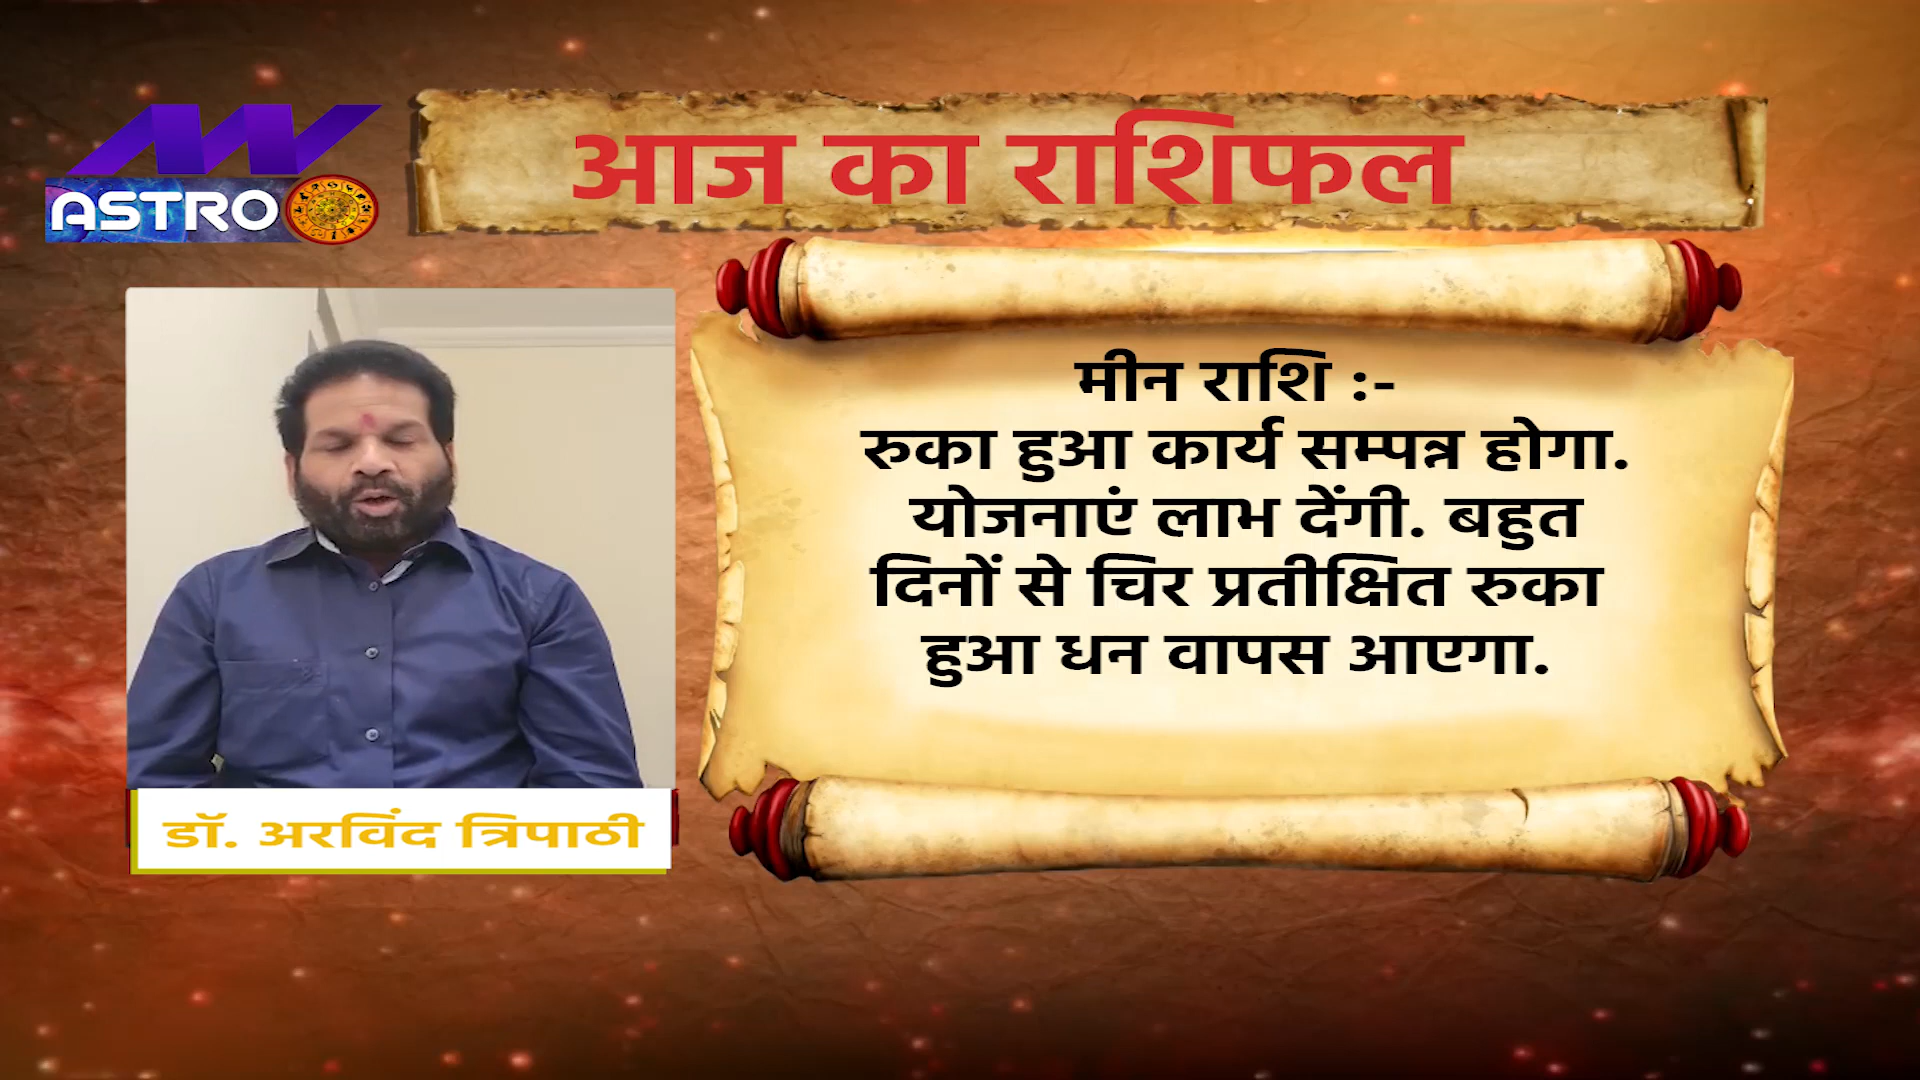 ASTRO
आज का राशिफल
मीन राशि :-
रुका हुआ कार्य सम्पन्न होगा.
योजनाएं लाभ देंगी. बहुत
दिनों से चिर प्रतीक्षित रुका
हुआ धन वापस आएगा.
डॉ. अरविंद त्रिपाठी